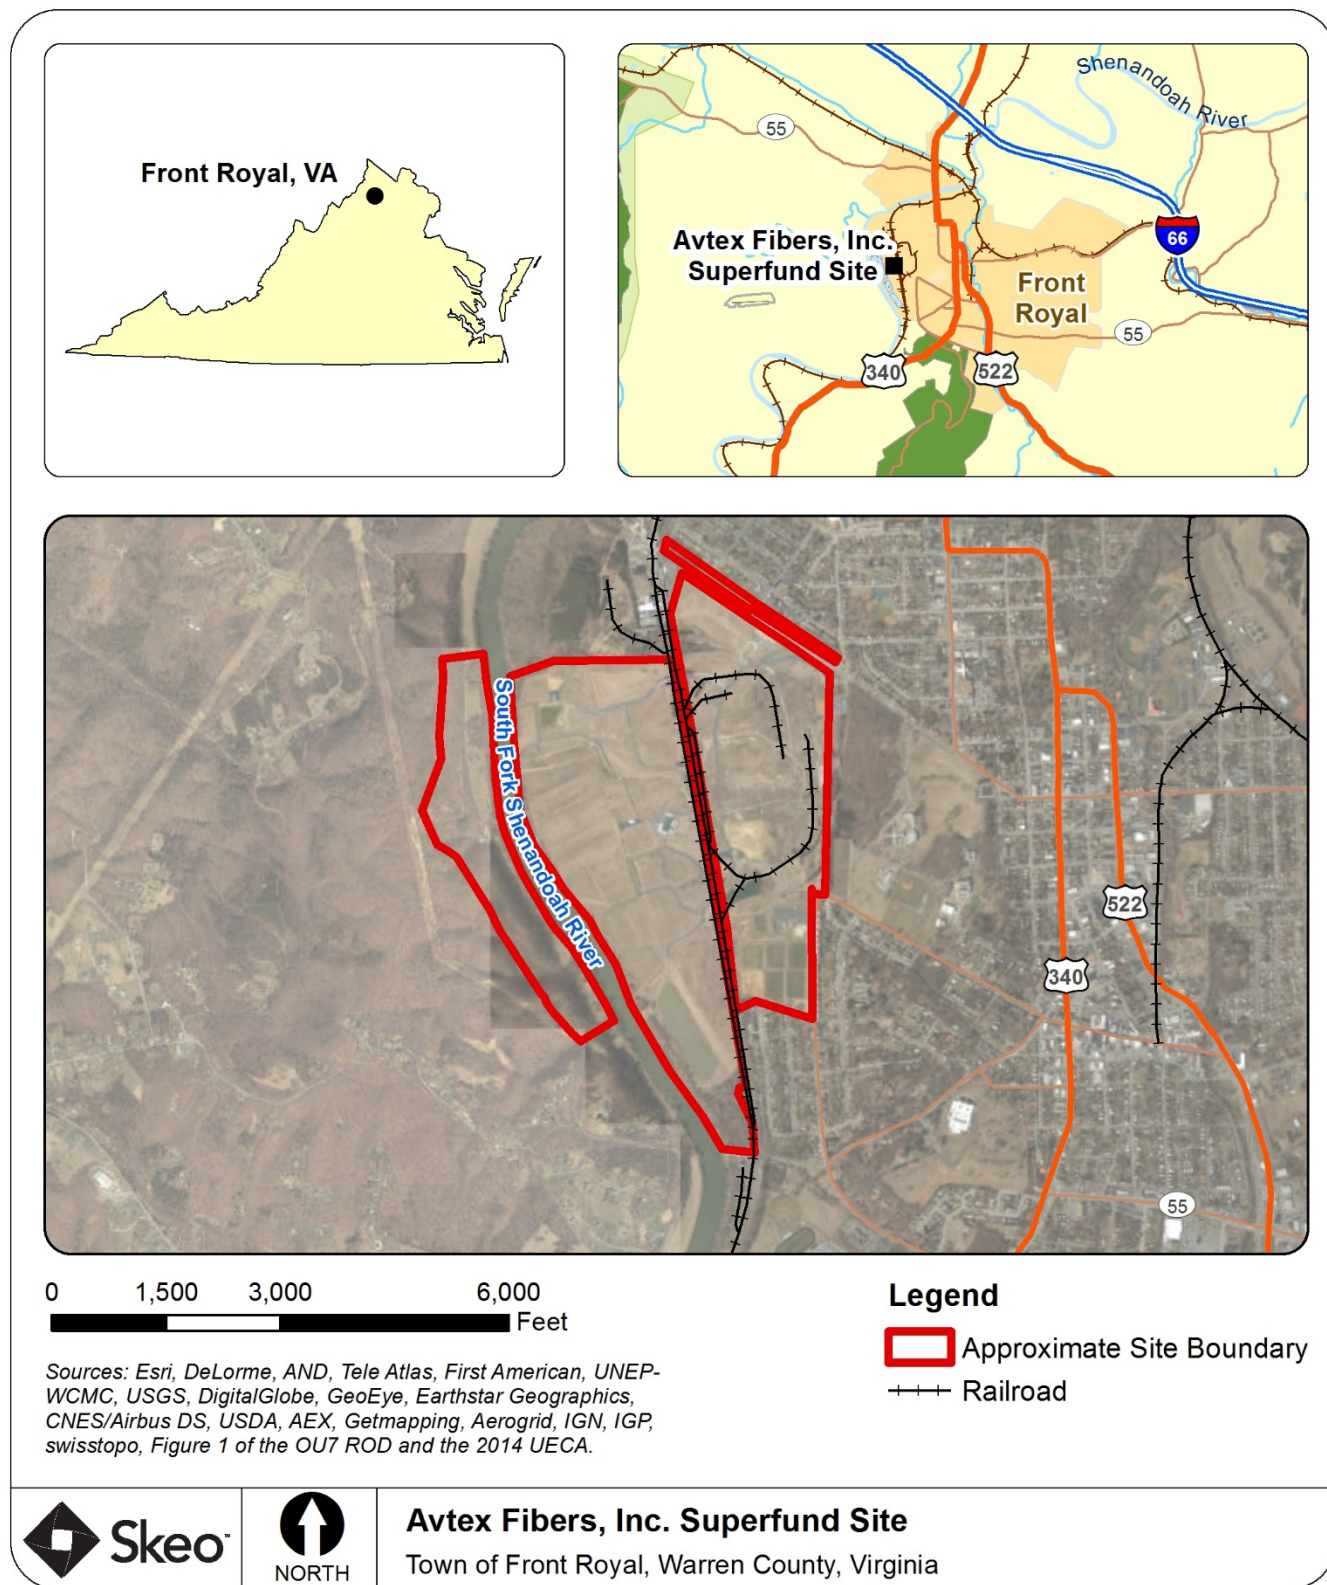 Front Royal, VA
Shenandoah
River
55
66
Avtex Fibers, Inc.
Superfund Site
Front
Royal
55
340
522
South Fork Shenandoah River
522
340
55
0 1,500 3,000 6,000
Feet
Legend
Approximate Site Boundary
Railroad
Sources: Esri, DeLorme, AND, Tele Atlas, First American, UNEP-
WCMC, USGS, DigitalGlobe, GeoEye, Earthstar Geographics,
CNES/Airbus DS, USDA, AEX, Getmapping, Aerogrid, IGN, IGP,
swisstopo, Figure 1 of the OU7 ROD and the 2014 UECA.
Skeo
NORTH
Avtex Fibers, Inc. Superfund Site
Town of Front Royal, Warren County, Virginia